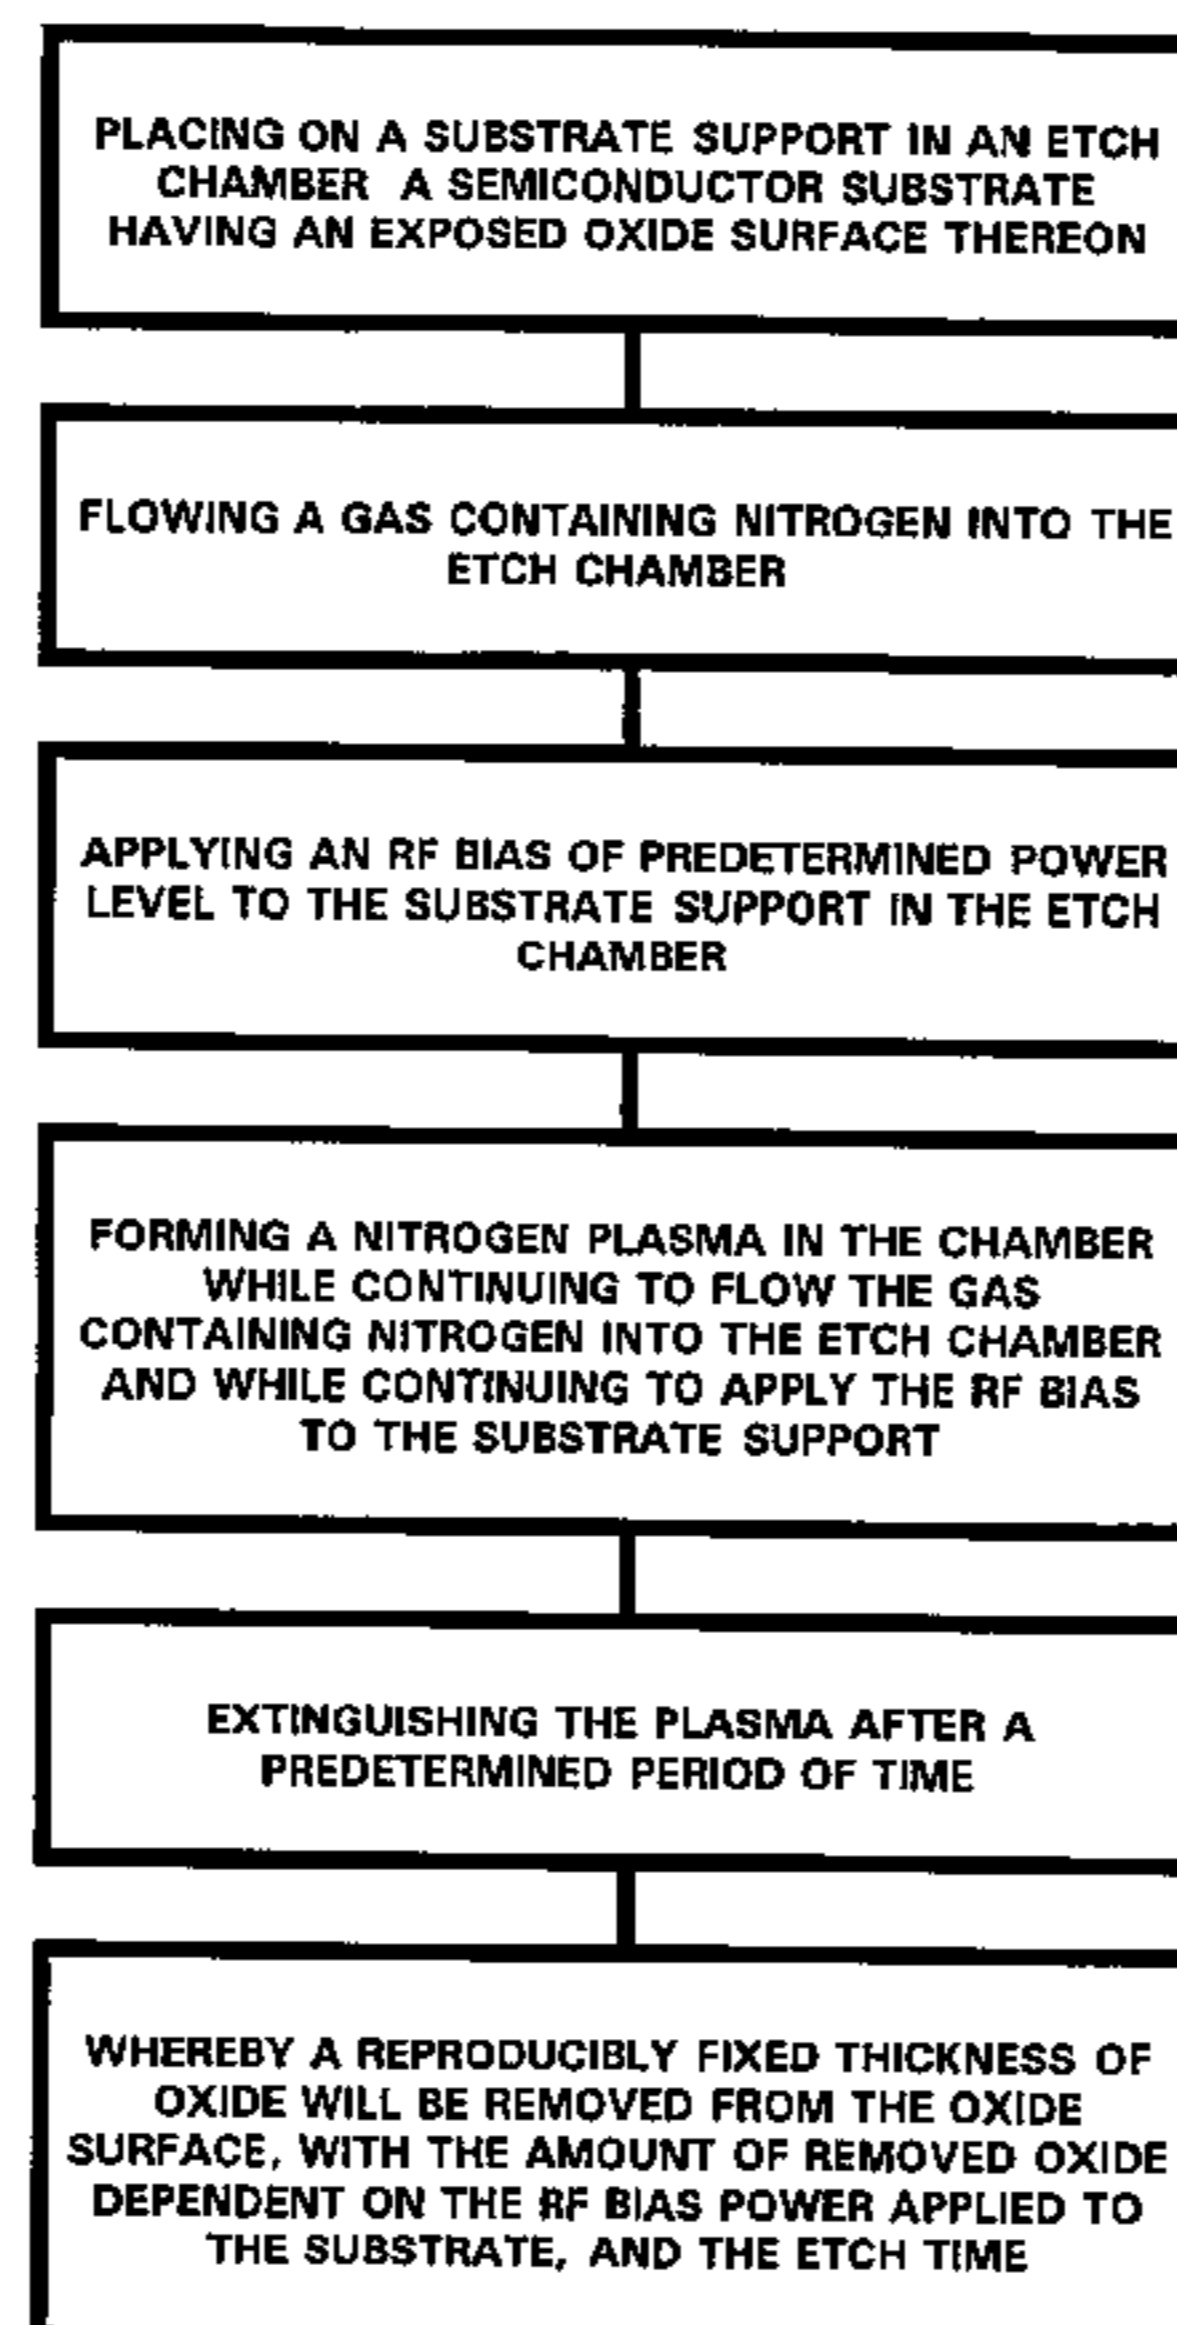 PLACING ON A SUBSTRATE SUPPORT IN AN ETCH
CHAMBER A SEMICONDUCTOR SUBSTRATE
HAVING AN EXPOSED OXIDE SURFACE THEREON
FLOWING A GAS CONTAINING NITROGEN INTO THE
ETCH CHAMBER
APPLYING AN RF BIAS OF PREDETERMINED POWER
LEVEL TO THE SUBSTRATE SUPPORT IN THE ETCH
CHAMBER
FORMING A NITROGEN PLASMA IN THE CHAMBER
WHILE CONTINUING TO FLOW THE GAS
CONTAINING NITROGEN INTO THE ETCH CHAMBER
AND WHILE CONTINUING TO APPLY THE RF BIAS
TO THE SUBSTRATE SUPPORT
EXTINGUISHING THE PLASMA AFTER A
PREDETERMINED PERIOD OF TIME
WHEREBY A REPRODUCIBLY FIXED THICKNESS OF
OXIDE WILL BE REMOVED FROM THE OXIDE
SURFACE, WITH THE AMOUNT OF REMOVED OXIDE
DEPENDENT ON THE RF BIAS POWER APPLIED TO
THE SUBSTRATE, AND THE ETCH TIME